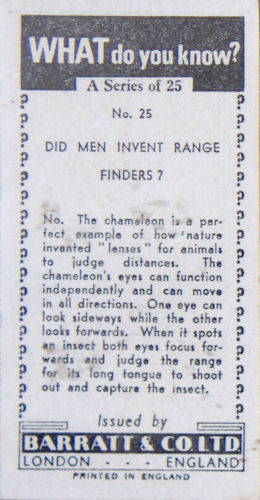 WHAT do you know?
A Series of 25
No. 25
DID MEN INVENT RANGE
FINDERS?
No. The chameleon is a per-
fect example of how 'nature
invented "lenses" for animals
to judge distances. The
chameleon's eyes can function
independently and can move
in all directions. One eye can
look sideways while the other
looks forwards. When it spots
an insect both eyes focus for-
wards and judge the range
for its long tongue to shoot
out and capture the insect.
Issued by
BARRATT & CO. LTD
LONDON - - - ENGLAND
PRINTED IN ENGLAND